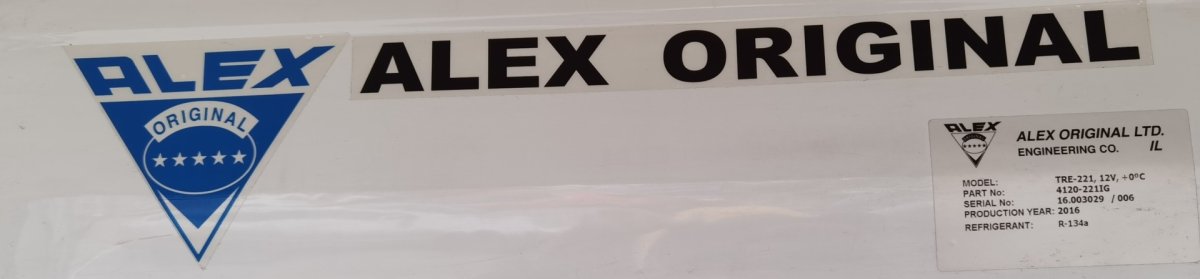 ALEX
ORIGINAL
ALEX ORIGINAL
ALEX
ORIGINAL
ALEX ORIGINAL LTD.
ENGINEERING CO. IL
MODEL: TRE-221, 12V, +0ºC
PART No: 4120-221IG
SERIAL No: 16.003029 / 006
PRODUCTION YEAR: 2016
REFRIGERANT: R-134a